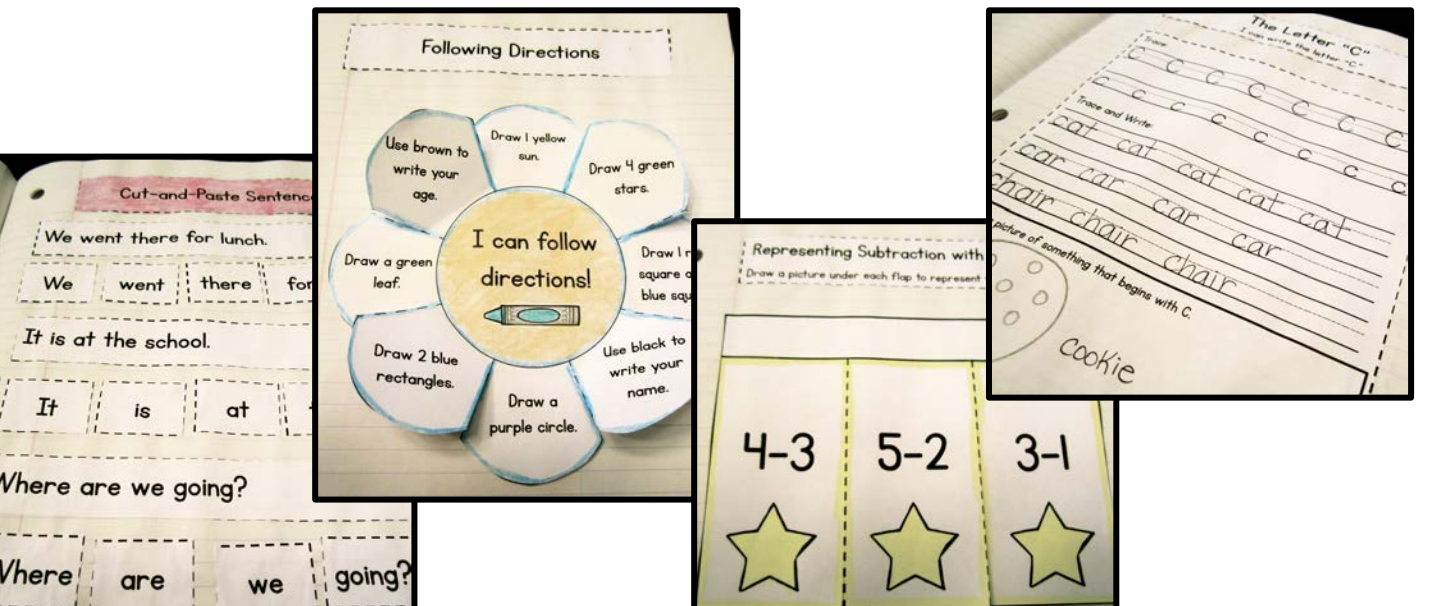 Cut-and-Paste
We went there for lunch.
We went there
It is at the school.
It is at
Where are we going?
Where are we going?
Following Directions
Draw 1 yellow
sun.
Draw 4 green
stars.
Draw 1
square
blue
Use black to
write your
name.
Draw a
purple circle.
Draw 2 blue
rectangles.
Draw a green
leaf.
Use brown to
write your
age.
I can follow
directions!
Representing Subtraction with
Draw a picture under each flap to represent
4-3 5-2 3-1
The Letter "C"
I can write the letter "C."
Trace:
C C C C C C C
c c c c c c c
Trace and Write:
cat cat cat cat cat
car car car car
chair chair chair
picture of something that begins with C.
cookie